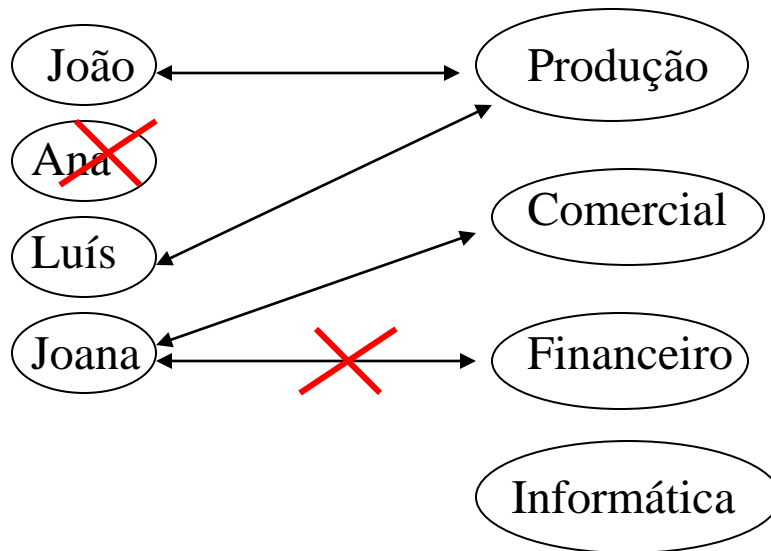 João
Produção
Ana
Comercial
Luís
Joana
Financeiro
Informática